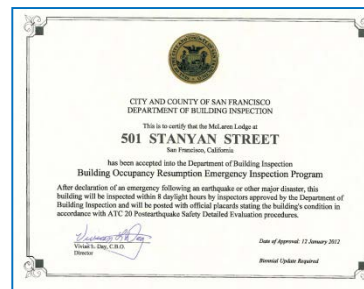 CITY AND COUNTY OF SAN FRANCISCO
DEPARTMENT OF BUILDING INSPECTION
This is to certify that the McLaren Lodge at
501 STANYAN STREET
San Francisco, California
has been accepted into the Department of Building Inspection
Building Occupancy Resumption Emergency Inspection Program
After declaration of an emergency following an earthquake or other major disaster, this
building will be inspected within 8 daylight hours by inspectors approved by the Department of
Building Inspection and will be posted with official placards stating the building's condition in
accordance with ATC 20 Postearthquake Safety Detailed Evaluation procedures.
Vivian L. Day, C.B.O.
Director
Date of Approval: 12 January 2012
Biennial Update Required